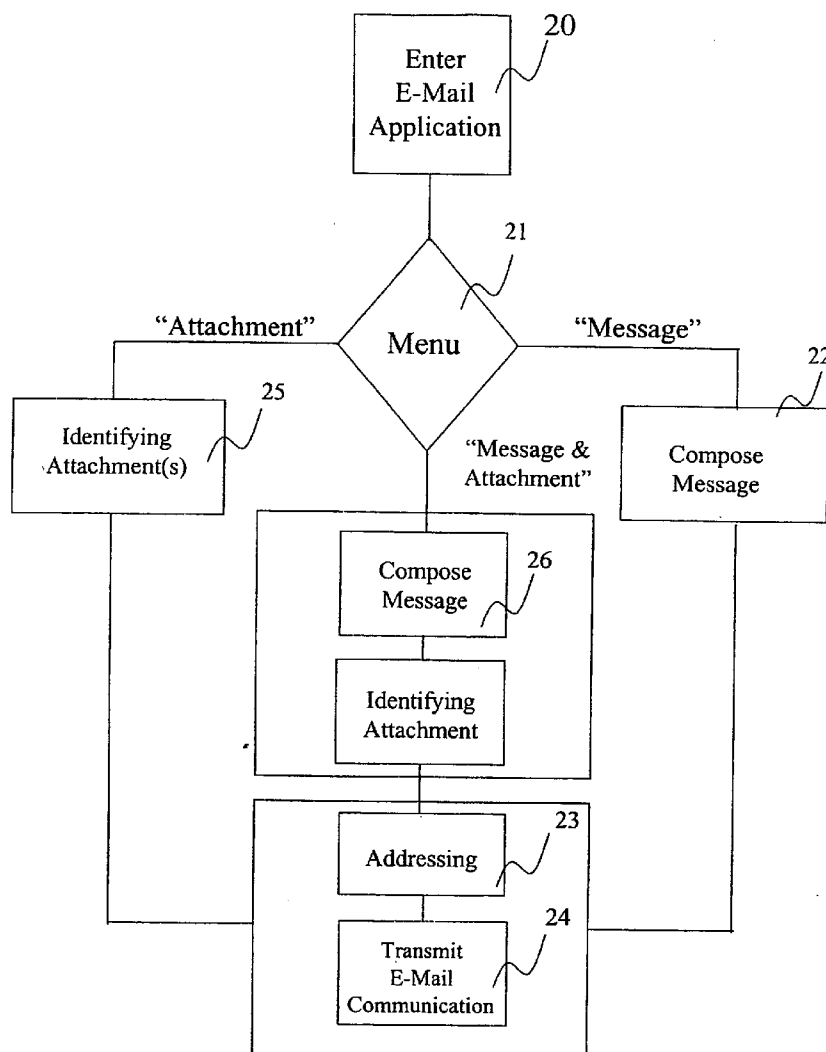 20
Enter
E-Mail
Application
21
Menu
“Attachment”
“Message”
25
Identifying
Attachment(s)
22
Compose
Message
“Message &
Attachment”
26
Compose
Message
Identifying
Attachment
23
Addressing
24
Transmit
E-Mail
Communication